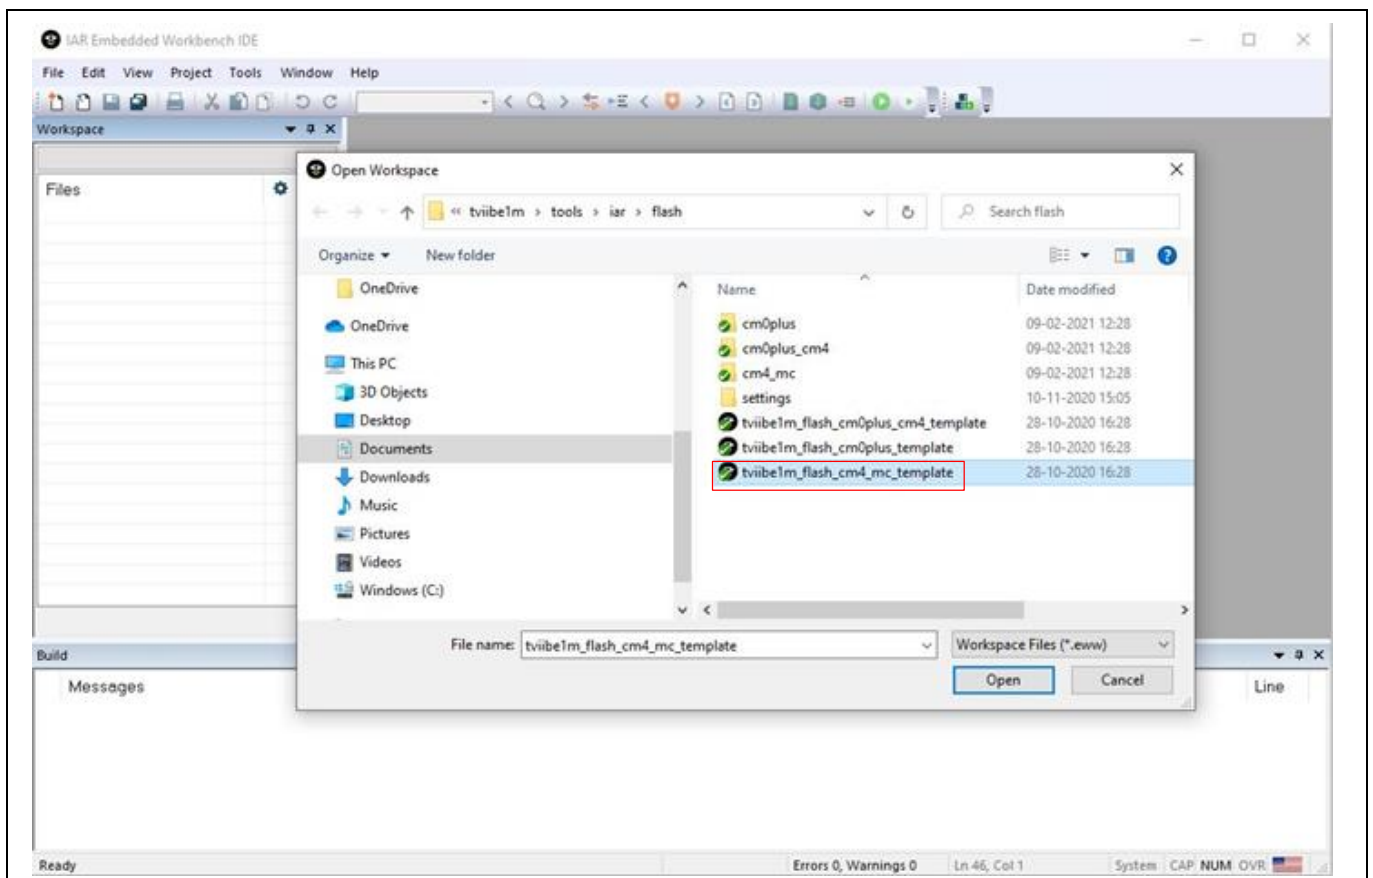 IAR Embedded Workbench IDE
File Edit View Project Tools Window Help
Workspace
Files
Open Workspace
« tviibe1m › tools › iar › flash
Search flash
Organize New folder
OneDrive
OneDrive
This PC
3D Objects
Desktop
Documents
Downloads
Music
Pictures
Videos
Windows (C:)
Name Date modified
cm0plus 09-02-2021 12:28
cm0plus_cm4 09-02-2021 12:28
cm4_mc 09-02-2021 12:28
settings 10-11-2020 15:05
tviibe1m_flash_cm0plus_cm4_template 28-10-2020 16:28
tviibe1m_flash_cm0plus_template 28-10-2020 16:28
tviibe1m_flash_cm4_mc_template 28-10-2020 16:28
File name: tviibe1m_flash_cm4_mc_template Workspace Files (*.eww)
Open Cancel
Build
Messages Line
Ready Errors 0, Warnings 0 Ln 46, Col 1 System CAP NUM OVR